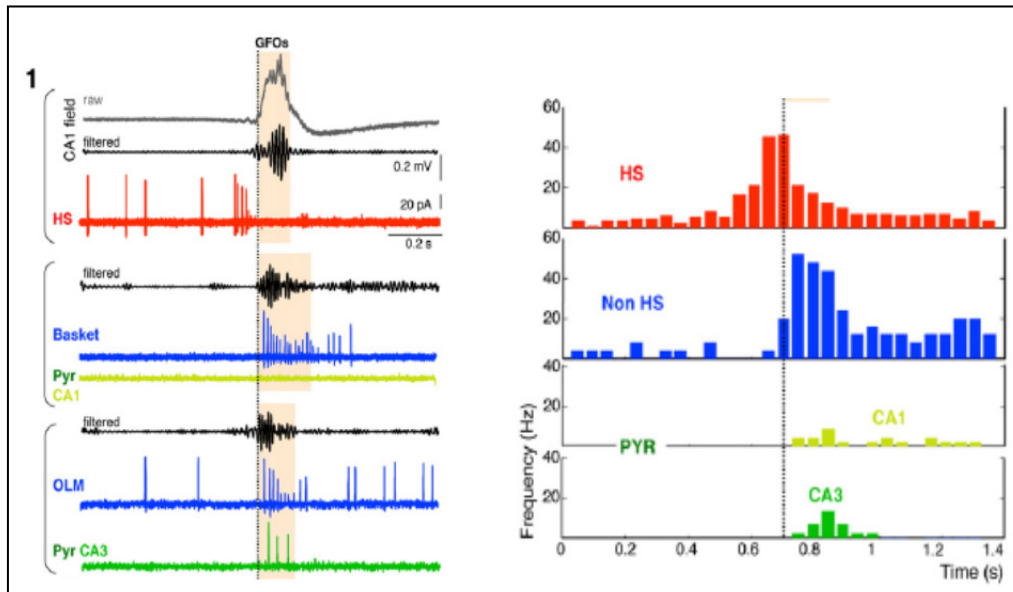 GFOs
1
CA1 field
raw
filtered
0.2 mV
20 pA
HS
0.2 s
filtered
Basket
Pyr
CA1
filtered
OLM
Pyr CA3
60
40
20
HS
60
40
20
Non HS
40
20
CA1
PYR
40
20
CA3
Frequency (Hz)
0 0.2 0.4 0.6 0.8 1 1.2 1.4
Time (s)